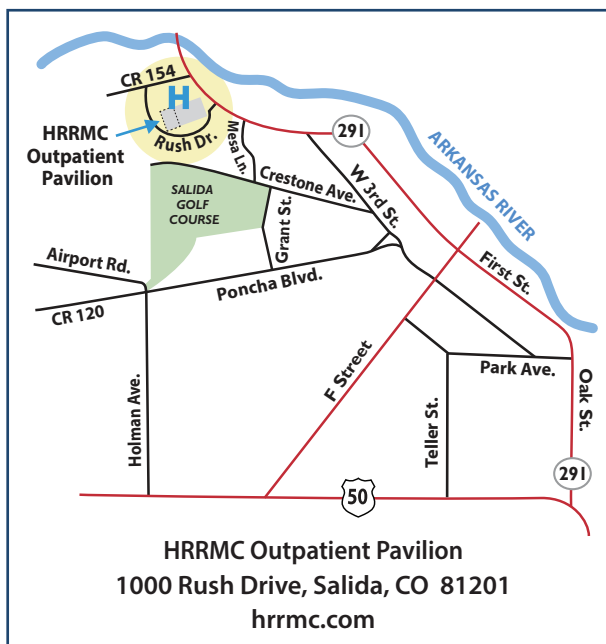 CR 154
H
HRRMC
Outpatient
Pavilion
Rush Dr.
Mesa Ln.
291
ARKANSAS RIVER
Crestone Ave.
W 3rd St.
SALIDA
GOLF
COURSE
Grant St.
Airport Rd.
Poncha Blvd.
First St.
CR 120
Holman Ave.
F Street
Park Ave.
Oak St.
Teller St.
291
50
HRRMC Outpatient Pavilion
1000 Rush Drive, Salida, CO 81201
hrrmc.com